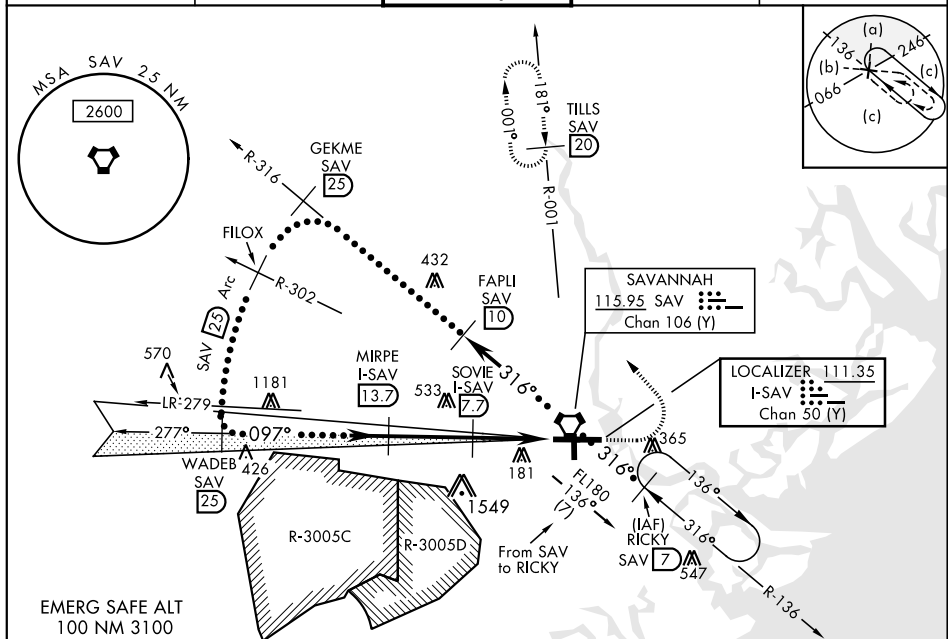 MSA SAV 25 NM
2600
(a)
136
246
(b)
(c)
066
(c)
181°
001°
TILLS
SAV
20
R-001
GEKME
SAV
25
R-316
FILOX
R-302
SAV 25 Arc
432
FAPLI
SAV
10
316°
SAVANNAH
115.95 SAV
Chan 106 (Y)
LOCALIZER 111.35
I-SAV
Chan 50 (Y)
570
1181
MIRPE
I-SAV
13.7
533
SOVIE
I-SAV
7.7
LR-279
277°
097°
WADEB
SAV
25
426
181
365
316°
136°
316°
FL180
136°
(7)
1549
R-3005C
R-3005D
From SAV
to RICKY
(IAF)
RICKY
SAV 7
547
R-136
EMERG SAFE ALT
100 NM 3100